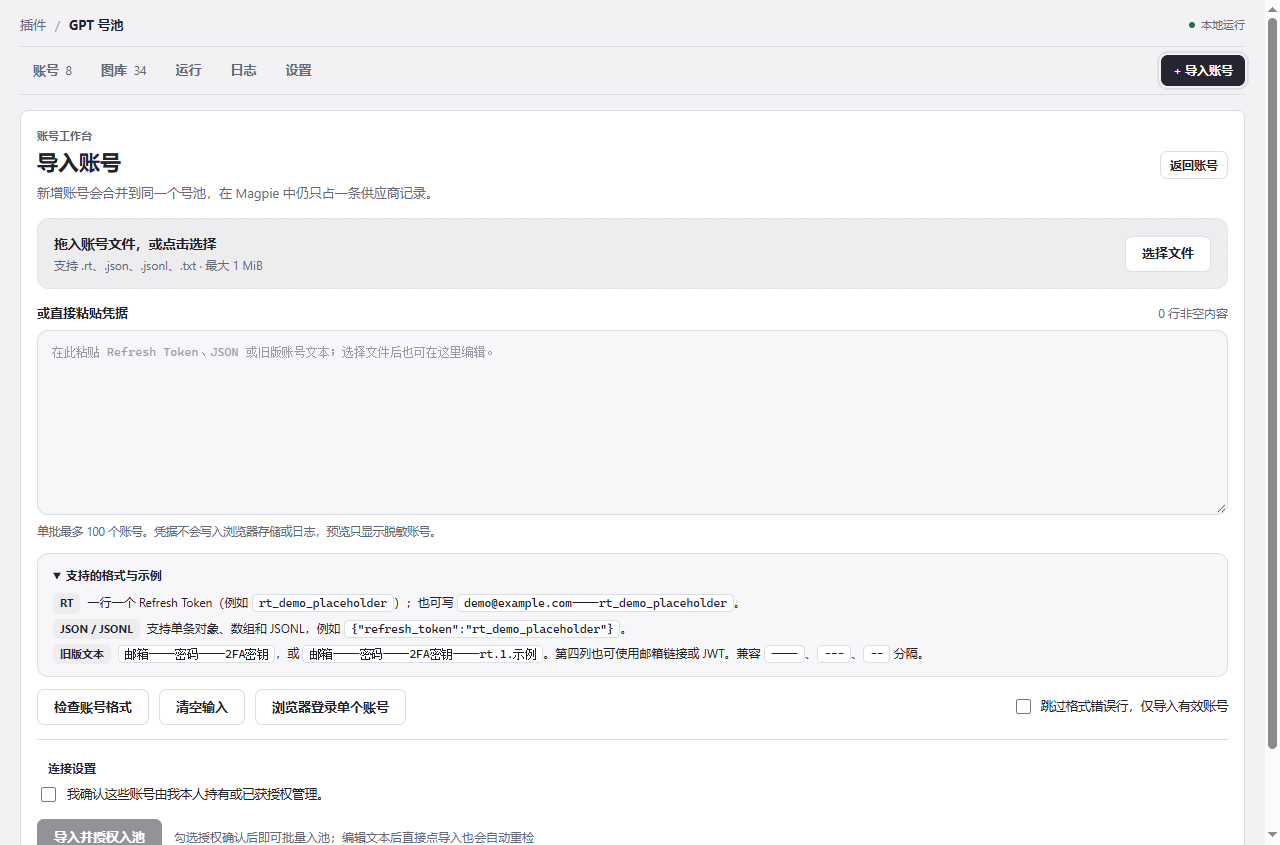 插件 / GPT 号池
本地运行
账号 8 图库 34 运行 日志 设置
+ 导入账号
账号工作台
导入账号
返回账号
新增账号会合并到同一个号池，在 Magpie 中仍只占一条供应商记录。
拖入账号文件，或点击选择
支持 .rt、.json、.jsonl、.txt · 最大 1 MiB
选择文件
或直接粘贴凭据
0 行非空内容
在此粘贴 Refresh Token、JSON 或旧版账号文本；选择文件后也可在这里编辑。
单批最多 100 个账号。凭据不会写入浏览器存储或日志，预览只显示脱敏账号。
▼ 支持的格式与示例
RT 一行一个 Refresh Token（例如 rt_demo_placeholder）；也可写 demo@example.com————rt_demo_placeholder 。
JSON / JSONL 支持单条对象、数组和 JSONL，例如 {"refresh_token":"rt_demo_placeholder"} 。
旧版文本 邮箱————密码————2FA密钥 ，或 邮箱————密码————2FA密钥————rt.1.示例 。第四列也可使用邮箱链接或 JWT。兼容 ———— 、 --- 、 -- 分隔。
检查账号格式 清空输入 浏览器登录单个账号
跳过格式错误行，仅导入有效账号
连接设置
我确认这些账号由我本人持有或已获授权管理。
导入并授权入池 勾选授权确认后即可批量入池；编辑文本后直接点导入也会自动重检